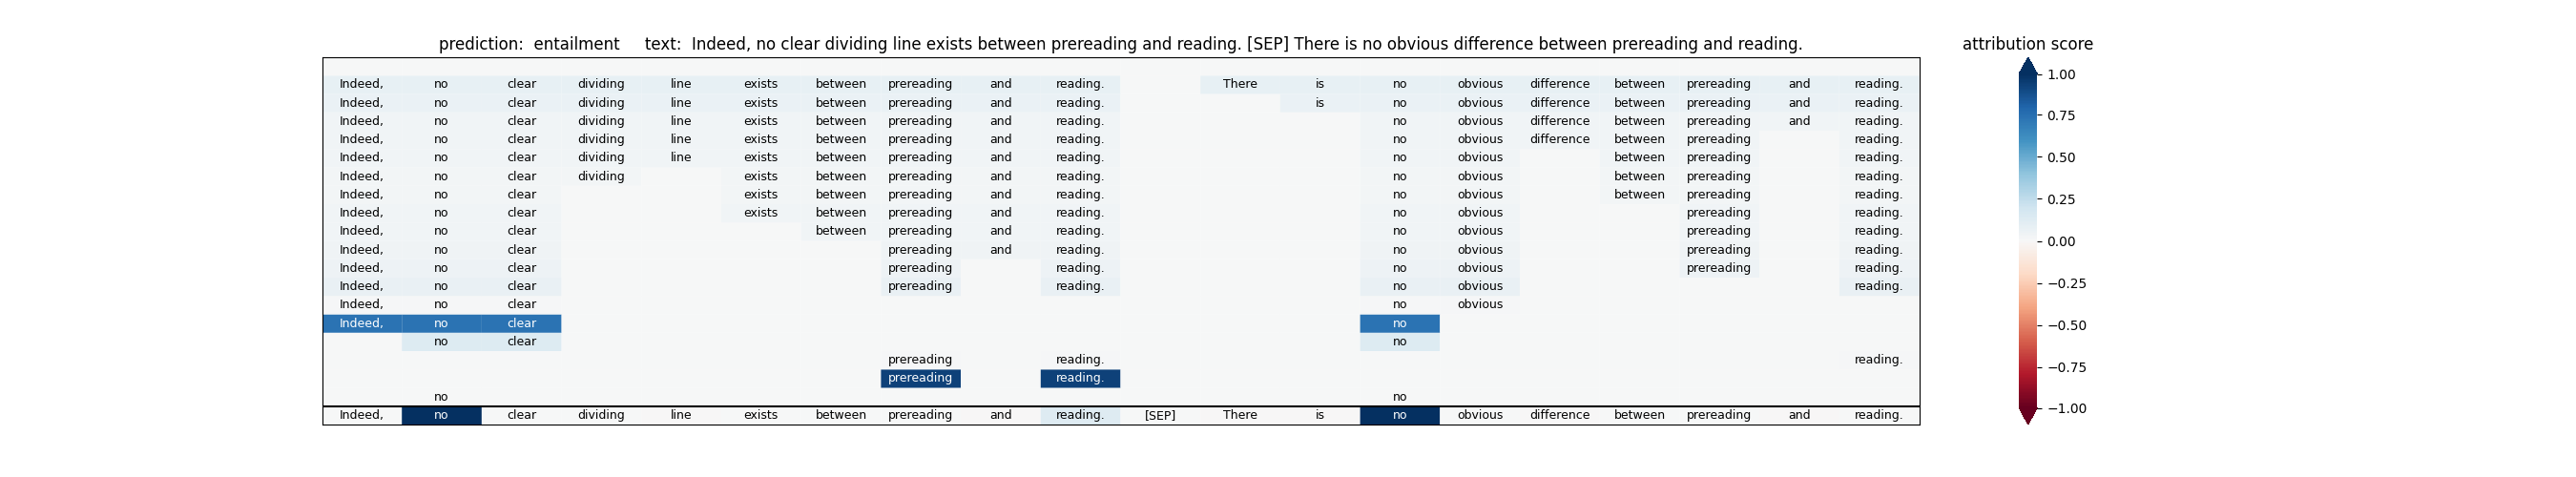 prediction: entailment text: Indeed, no clear dividing line exists between prereading and reading. [SEP] There is no obvious difference between prereading and reading.
attribution score
Indeed, no clear dividing line exists between prereading and reading. There is no obvious difference between prereading and reading.
Indeed, no clear dividing line exists between prereading and reading. is no obvious difference between prereading and reading.
Indeed, no clear dividing line exists between prereading and reading. no obvious difference between prereading and reading.
Indeed, no clear dividing line exists between prereading and reading. no obvious difference between prereading reading.
Indeed, no clear dividing line exists between prereading and reading. no obvious between prereading reading.
Indeed, no clear dividing exists between prereading and reading. no obvious between prereading reading.
Indeed, no clear exists between prereading and reading. no obvious between prereading reading.
Indeed, no clear exists between prereading and reading. no obvious prereading reading.
Indeed, no clear between prereading and reading. no obvious prereading reading.
Indeed, no clear prereading and reading. no obvious prereading reading.
Indeed, no clear prereading reading. no obvious prereading reading.
Indeed, no clear prereading reading. no obvious reading.
Indeed, no clear no obvious
Indeed, no clear no
no clear no
prereading reading. reading.
prereading reading.
no no
Indeed, no clear dividing line exists between prereading and reading. [SEP] There is no obvious difference between prereading and reading.
1.00
0.75
0.50
0.25
0.00
−0.25
−0.50
−0.75
−1.00